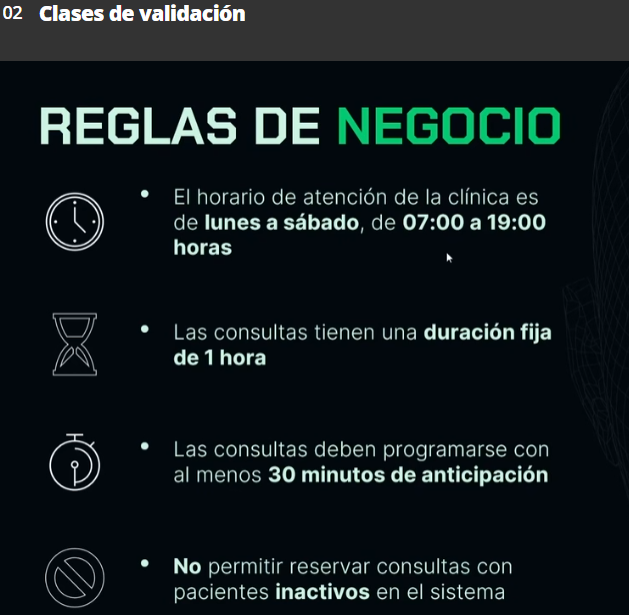 02 Clases de validación
REGLAS DE NEGOCIO
• El horario de atención de la clínica es
de lunes a sábado, de 07:00 a 19:00
horas
• Las consultas tienen una duración fija
de 1 hora
• Las consultas deben programarse con
al menos 30 minutos de anticipación
• No permitir reservar consultas con
pacientes inactivos en el sistema